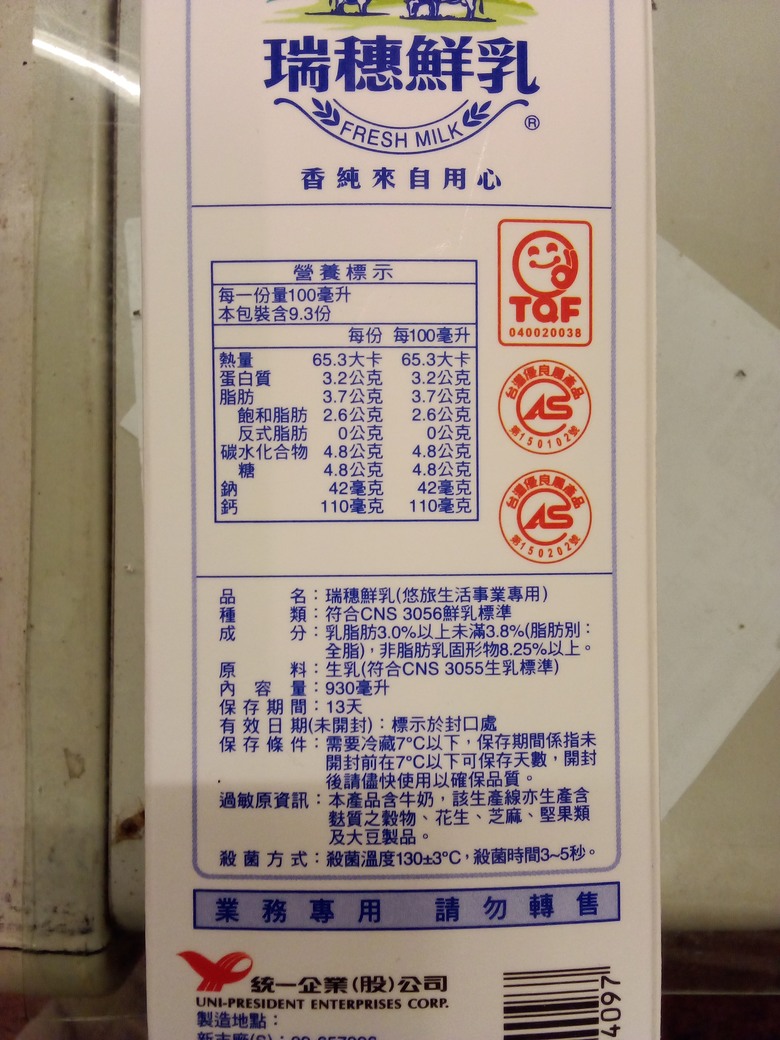 瑞穗鮮乳
FRESH MILK
®
香純來自用心
營養標示
每一份量100毫升
本包裝含9.3份
每份 每100毫升
熱量 65.3大卡 65.3大卡
蛋白質 3.2公克 3.2公克
脂肪 3.7公克 3.7公克
飽和脂肪 2.6公克 2.6公克
反式脂肪 0公克 0公克
碳水化合物 4.8公克 4.8公克
糖 4.8公克 4.8公克
鈉 42毫克 42毫克
鈣 110毫克 110毫克
TQF
040020038
台灣優良農產品
CAS
第150102號
台灣優良農產品
CAS
第150202號
品名：瑞穗鮮乳(悠旅生活事業專用)
種類：符合CNS 3056鮮乳標準
成分：乳脂肪3.0%以上未滿3.8%(脂肪別：
全脂)，非脂肪乳固形物8.25%以上。
原料：生乳(符合CNS 3055生乳標準)
內容量：930毫升
保存期間：13天
有效日期(未開封)：標示於封口處
保存條件：需要冷藏7°C以下，保存期間係指未
開封前在7°C以下可保存天數，開封
後請儘快使用以確保品質。
過敏原資訊：本產品含牛奶，該生產線亦生產含
麩質之穀物、花生、芝麻、堅果類
及大豆製品。
殺菌方式：殺菌溫度130±3°C，殺菌時間3~5秒。
業務專用 請勿轉售
統一企業(股)公司
UNI-PRESIDENT ENTERPRISES CORP.
製造地點：
4097